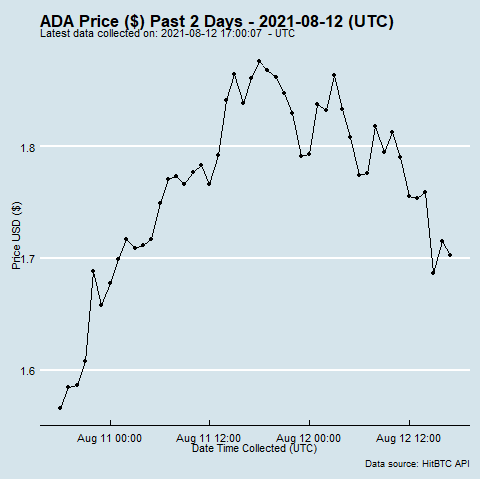 ADA Price ($) Past 2 Days - 2021-08-12 (UTC)
Latest data collected on: 2021-08-12 17:00:07 - UTC
1.8
1.7
1.6
Price USD ($)
Aug 11 00:00 Aug 11 12:00 Aug 12 00:00 Aug 12 12:00
Date Time Collected (UTC)
Data source: HitBTC API